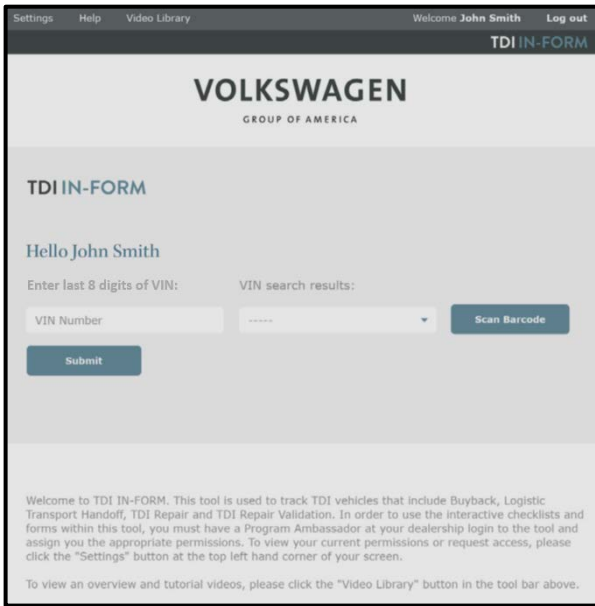 Settings Help Video Library Welcome John Smith Log out
TDI IN-FORM
VOLKSWAGEN
GROUP OF AMERICA
TDI IN-FORM
Hello John Smith
Enter last 8 digits of VIN: VIN search results:
VIN Number ----- Scan Barcode
Submit
Welcome to TDI IN-FORM. This tool is used to track TDI vehicles that include Buyback, Logistic
Transport Handoff, TDI Repair and TDI Repair Validation. In order to use the interactive checklists and
forms within this tool, you must have a Program Ambassador at your dealership login to the tool and
assign you the appropriate permissions. To view your current permissions or request access, please
click the "Settings" button at the top left hand corner of your screen.
To view an overview and tutorial videos, please click the "Video Library" button in the tool bar above.